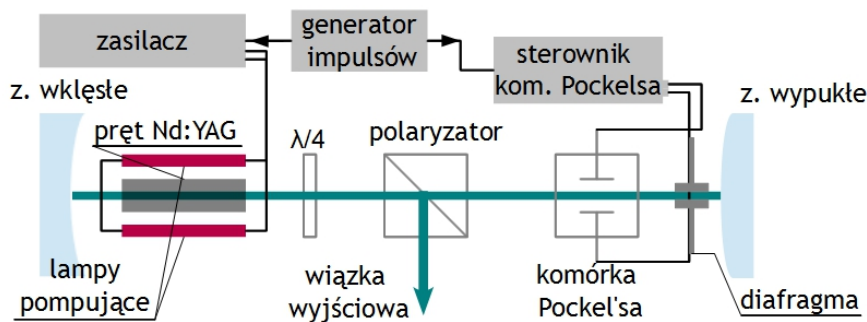 zasilacz
generator
impulsów
sterownik
kom. Pockelsa
z. wklęsłe
z. wypukłe
pręt Nd:YAG
λ/4
polaryzator
lampy
pompujące
wiązka
wyjściowa
komórka
Pockel'sa
diafragma